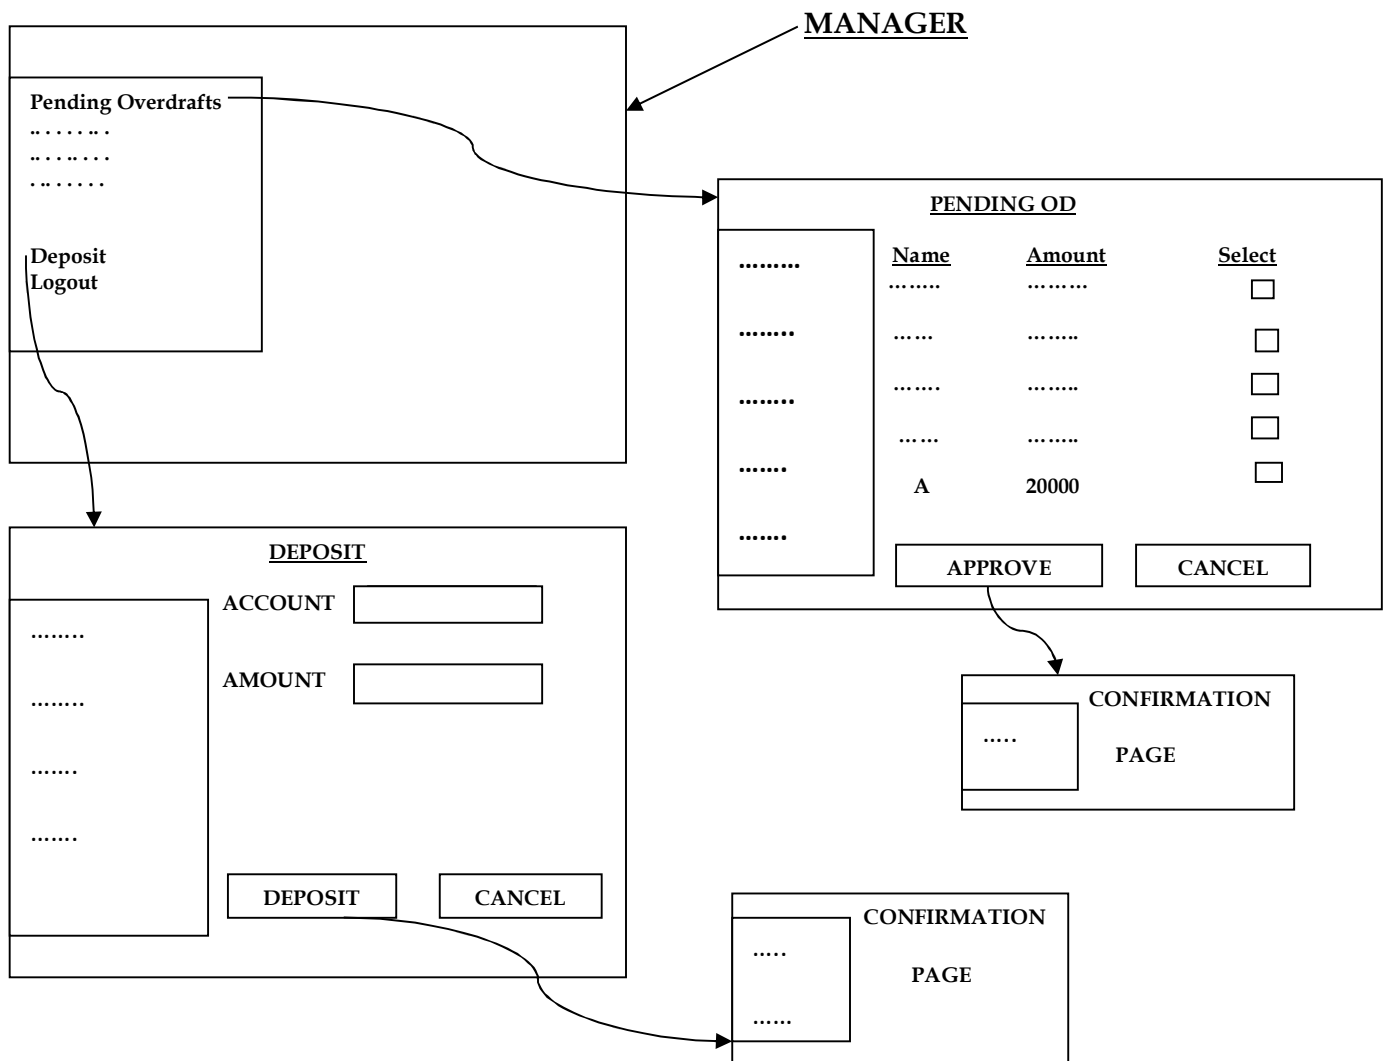 MANAGER
Pending Overdrafts
.. . . . . .. .
.. . . .. . . .
. .. . . . . .
Deposit
Logout
PENDING OD
Name Amount Select
……... ………
…… ……..
……. ……..
…… ……..
A 20000
………
……..
……..
…….
…….
APPROVE CANCEL
CONFIRMATION
…..
PAGE
DEPOSIT
ACCOUNT
AMOUNT
……..
……..
…….
…….
DEPOSIT CANCEL
CONFIRMATION
…..
PAGE
……